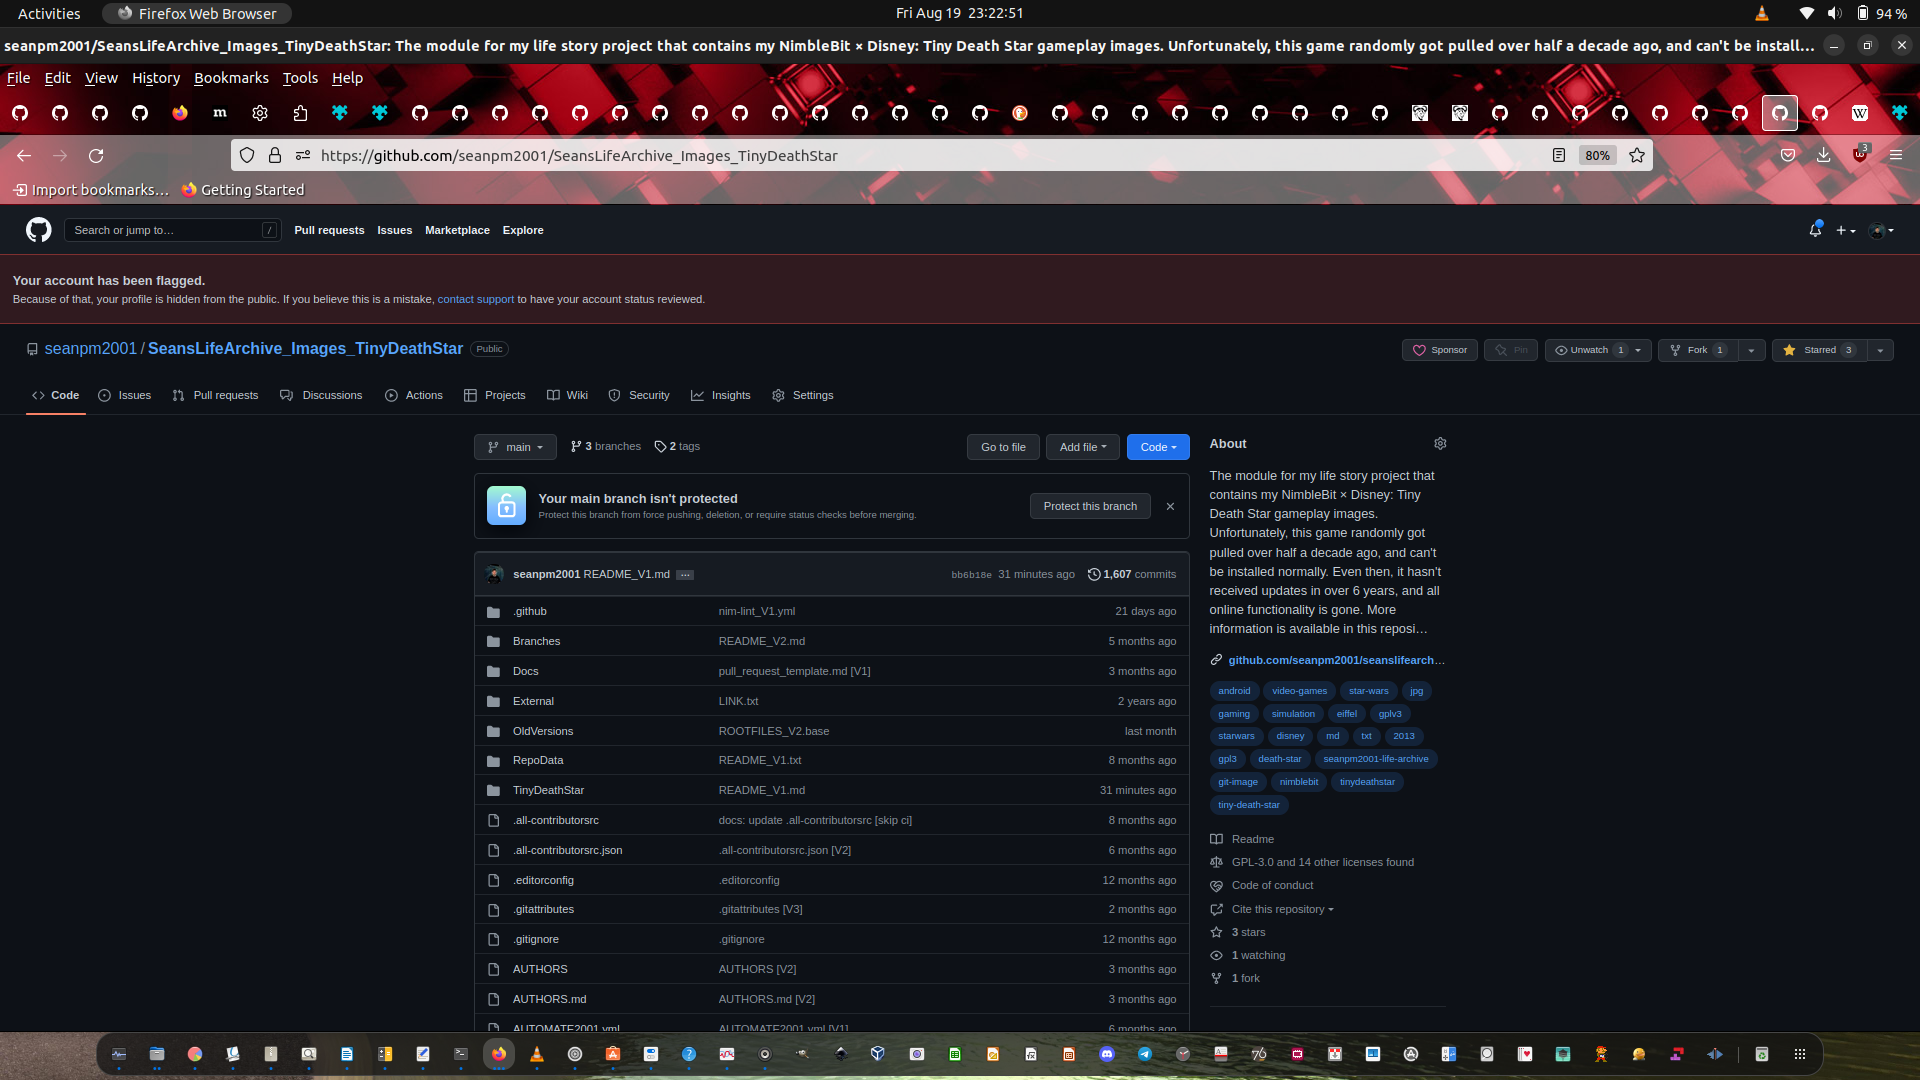 Activities
Firefox Web Browser
Fri Aug 19 23:22:51
94 %
seanpm2001/SeansLifeArchive_Images_TinyDeathStar: The module for my life story project that contains my NimbleBit × Disney: Tiny Death Star gameplay images. Unfortunately, this game randomly got pulled over half a decade ago, and can't be install…
File Edit View History Bookmarks Tools Help
https://github.com/seanpm2001/SeansLifeArchive_Images_TinyDeathStar
80%
3
Import bookmarks…
Getting Started
Search or jump to…
/
Pull requests
Issues
Marketplace
Explore
Your account has been flagged.
Because of that, your profile is hidden from the public. If you believe this is a mistake, contact support to have your account status reviewed.
seanpm2001 / SeansLifeArchive_Images_TinyDeathStar
Public
Sponsor
Pin
Unwatch 1
Fork 1
Starred 3
Code
Issues
Pull requests
Discussions
Actions
Projects
Wiki
Security
Insights
Settings
main
3 branches
2 tags
Go to file
Add file
Code
Your main branch isn't protected
Protect this branch from force pushing, deletion, or require status checks before merging.
Protect this branch
seanpm2001 README_V1.md ...
bb6b18e 31 minutes ago
1,607 commits
.github nim-lint_V1.yml 21 days ago
Branches README_V2.md 5 months ago
Docs pull_request_template.md [V1] 3 months ago
External LINK.txt 2 years ago
OldVersions ROOTFILES_V2.base last month
RepoData README_V1.txt 8 months ago
TinyDeathStar README_V1.md 31 minutes ago
.all-contributorsrc docs: update .all-contributorsrc [skip ci] 8 months ago
.all-contributorsrc.json .all-contributorsrc.json [V2] 6 months ago
.editorconfig .editorconfig 12 months ago
.gitattributes .gitattributes [V3] 2 months ago
.gitignore .gitignore 12 months ago
AUTHORS AUTHORS [V2] 3 months ago
AUTHORS.md AUTHORS.md [V2] 3 months ago
AUTOMATE2001.yml AUTOMATE2001.yml [V1] 6 months ago
About
The module for my life story project that
contains my NimbleBit × Disney: Tiny
Death Star gameplay images.
Unfortunately, this game randomly got
pulled over half a decade ago, and can't
be installed normally. Even then, it hasn't
received updates in over 6 years, and all
online functionality is gone. More
information is available in this reposi…
github.com/seanpm2001/seanslifearch…
android video-games star-wars jpg
gaming simulation eiffel gplv3
starwars disney md txt 2013
gpl3 death-star seanpm2001-life-archive
git-image nimblebit tinydeathstar
tiny-death-star
Readme
GPL-3.0 and 14 other licenses found
Code of conduct
Cite this repository
3 stars
1 watching
1 fork